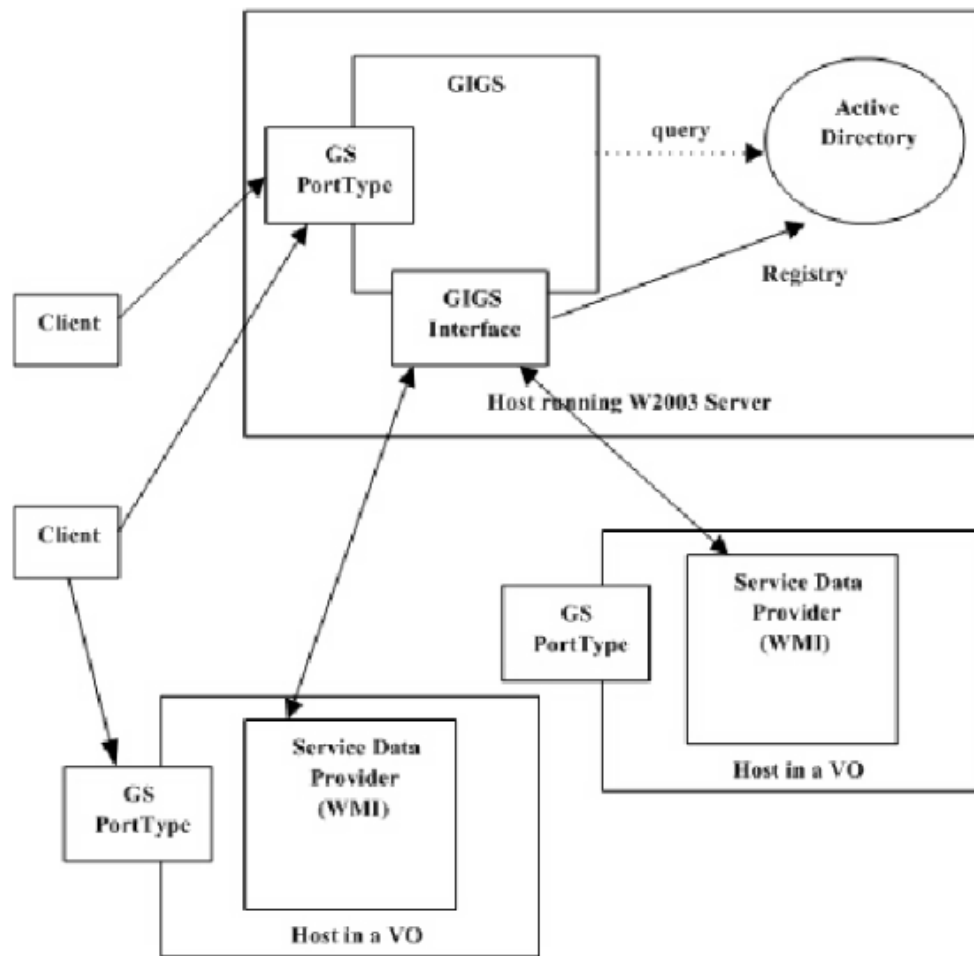 GIGS
Active
Directory
query
GS
PortType
Registry
Client
GIGS
Interface
Host running W2003 Server
Client
Service Data
Provider
(WMI)
GS
PortType
Host in a VO
Service Data
Provider
(WMI)
GS
PortType
Host in a VO